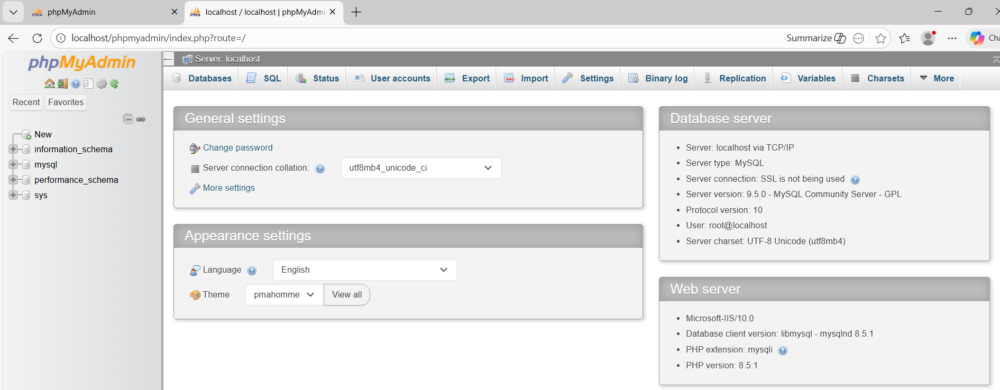 phpMyAdmin
localhost / localhost | phpMyAdmi
localhost/phpmyadmin/index.php?route=/
Summarize
Cha
phpMyAdmin
Recent
Favorites
New
information_schema
mysql
performance_schema
sys
Server: localhost
Databases
SQL
Status
User accounts
Export
Import
Settings
Binary log
Replication
Variables
Charsets
More
General settings
Change password
Server connection collation:
utf8mb4_unicode_ci
More settings
Appearance settings
Language
English
Theme
pmahomme
View all
Database server
Server: localhost via TCP/IP
Server type: MySQL
Server connection: SSL is not being used
Server version: 9.5.0 - MySQL Community Server - GPL
Protocol version: 10
User: root@localhost
Server charset: UTF-8 Unicode (utf8mb4)
Web server
Microsoft-IIS/10.0
Database client version: libmysql - mysqlnd 8.5.1
PHP extension: mysqli
PHP version: 8.5.1